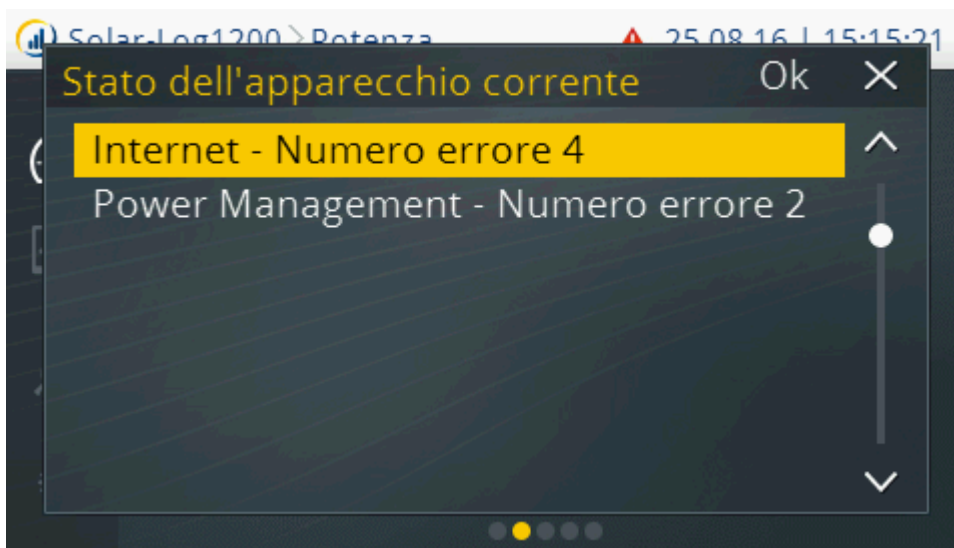 Solar-Log1200 > Potenza 25.08.16 | 15:15:21
Stato dell'apparecchio corrente Ok
Internet - Numero errore 4
Power Management - Numero errore 2